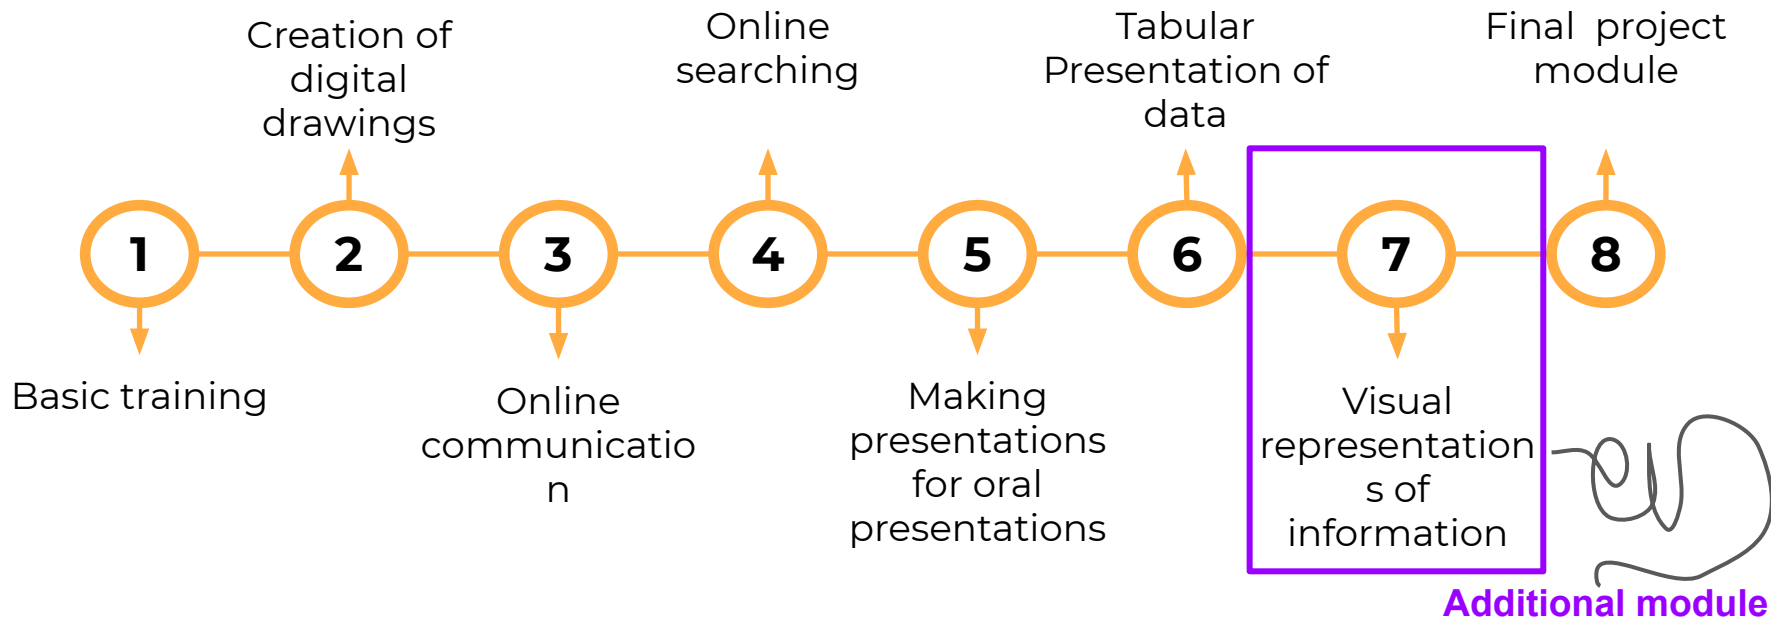 Creation of
digital
drawings
Online
searching
Tabular
Presentation of
data
Final project
module
1
2
3
4
5
6
7
8
Basic training
Online
communicatio
n
Making
presentations
for oral
presentations
Visual
representation
s of
information
Additional module